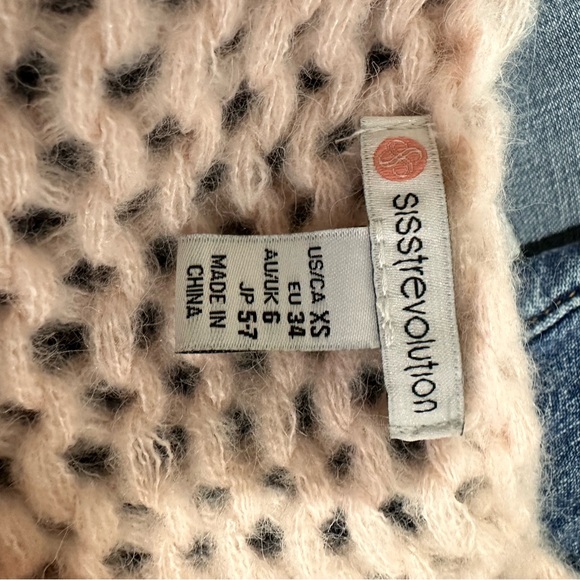 sisstrevolution
US/CA XS
EU 34
AU/UK 6
JP 5-7
MADE IN
CHINA